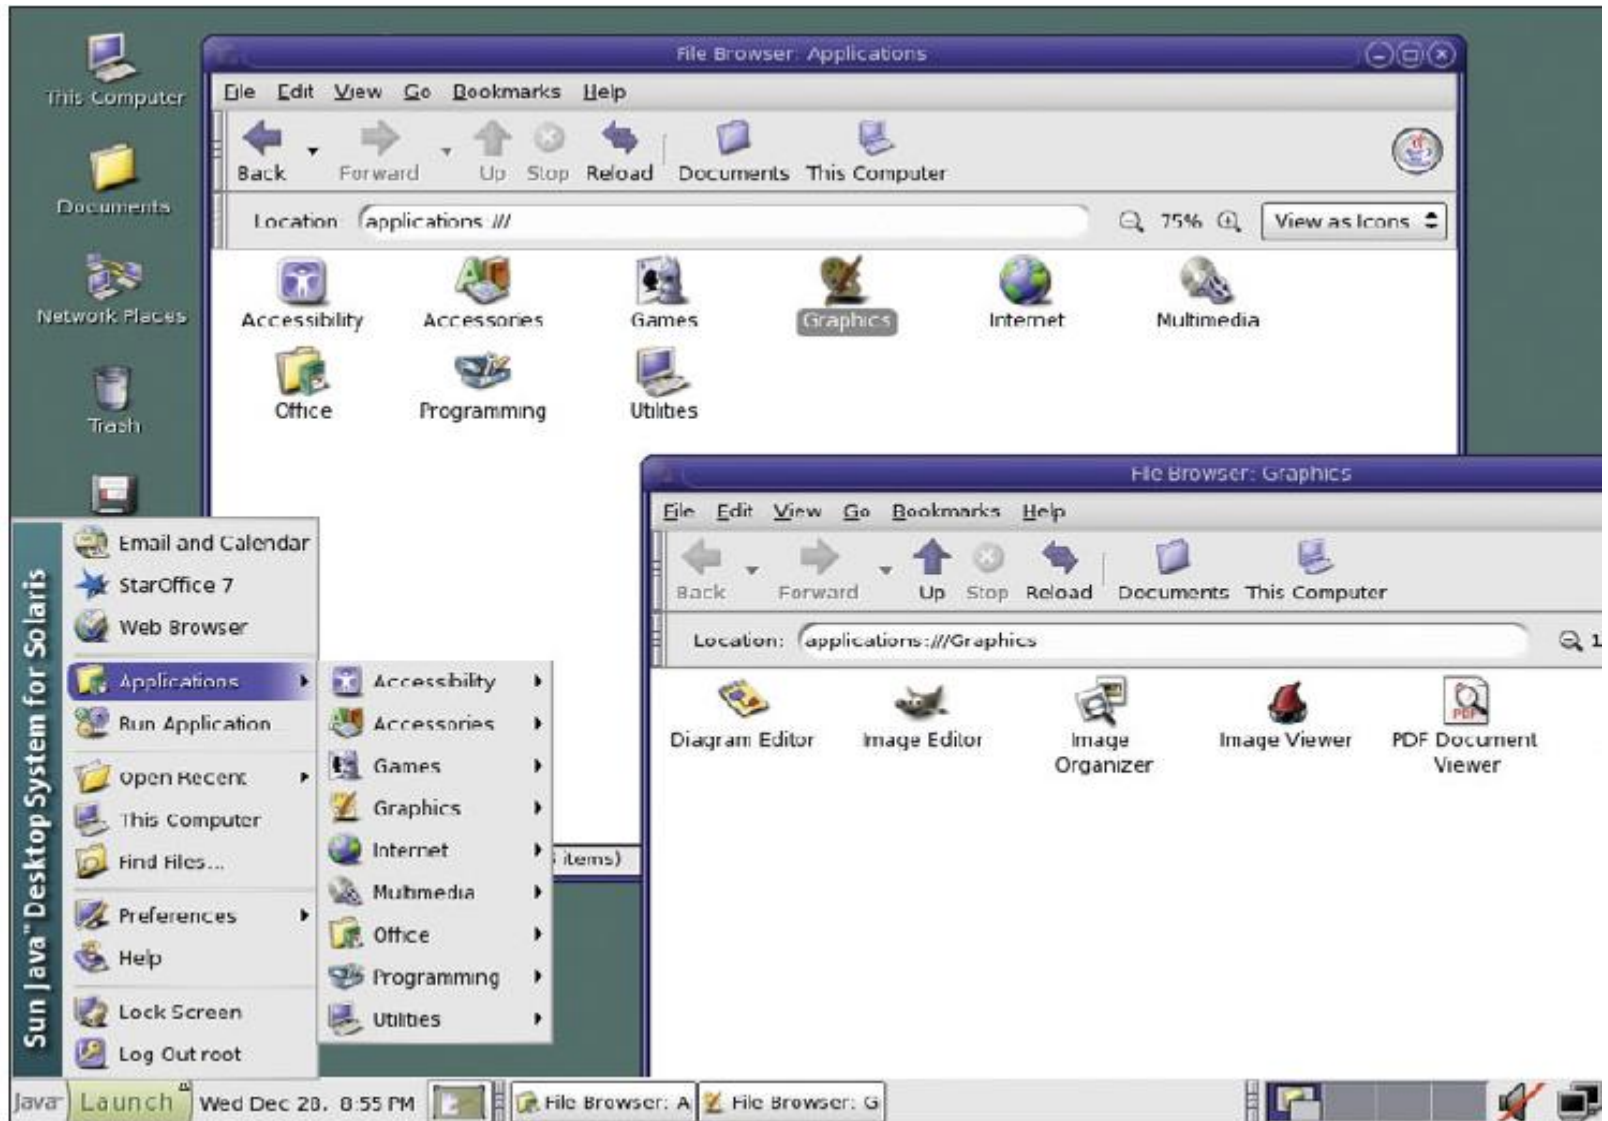 This Computer
Documents
Network Places
Trash
File Browser: Applications
File Edit View Go Bookmarks Help
Back Forward Up Stop Reload Documents This Computer
Location: applications:///
75% View as Icons
Accessibility Accessories Games Graphics Internet Multimedia
Office Programming Utilities
items)
File Browser: Graphics
File Edit View Go Bookmarks Help
Back Forward Up Stop Reload Documents This Computer
Location: applications:///Graphics
1
Diagram Editor Image Editor Image Organizer Image Viewer PDF Document Viewer
PDF
Sun Java™ Desktop System for Solaris
Email and Calendar
StarOffice 7
Web Browser
Applications
Run Application...
Open Recent
This Computer
Find Files...
Preferences
Help
Lock Screen
Log Out root
Accessibility
Accessories
Games
Graphics
Internet
Multimedia
Office
Programming
Utilities
Java Launch Wed Dec 28, 8:55 PM File Browser: A File Browser: G